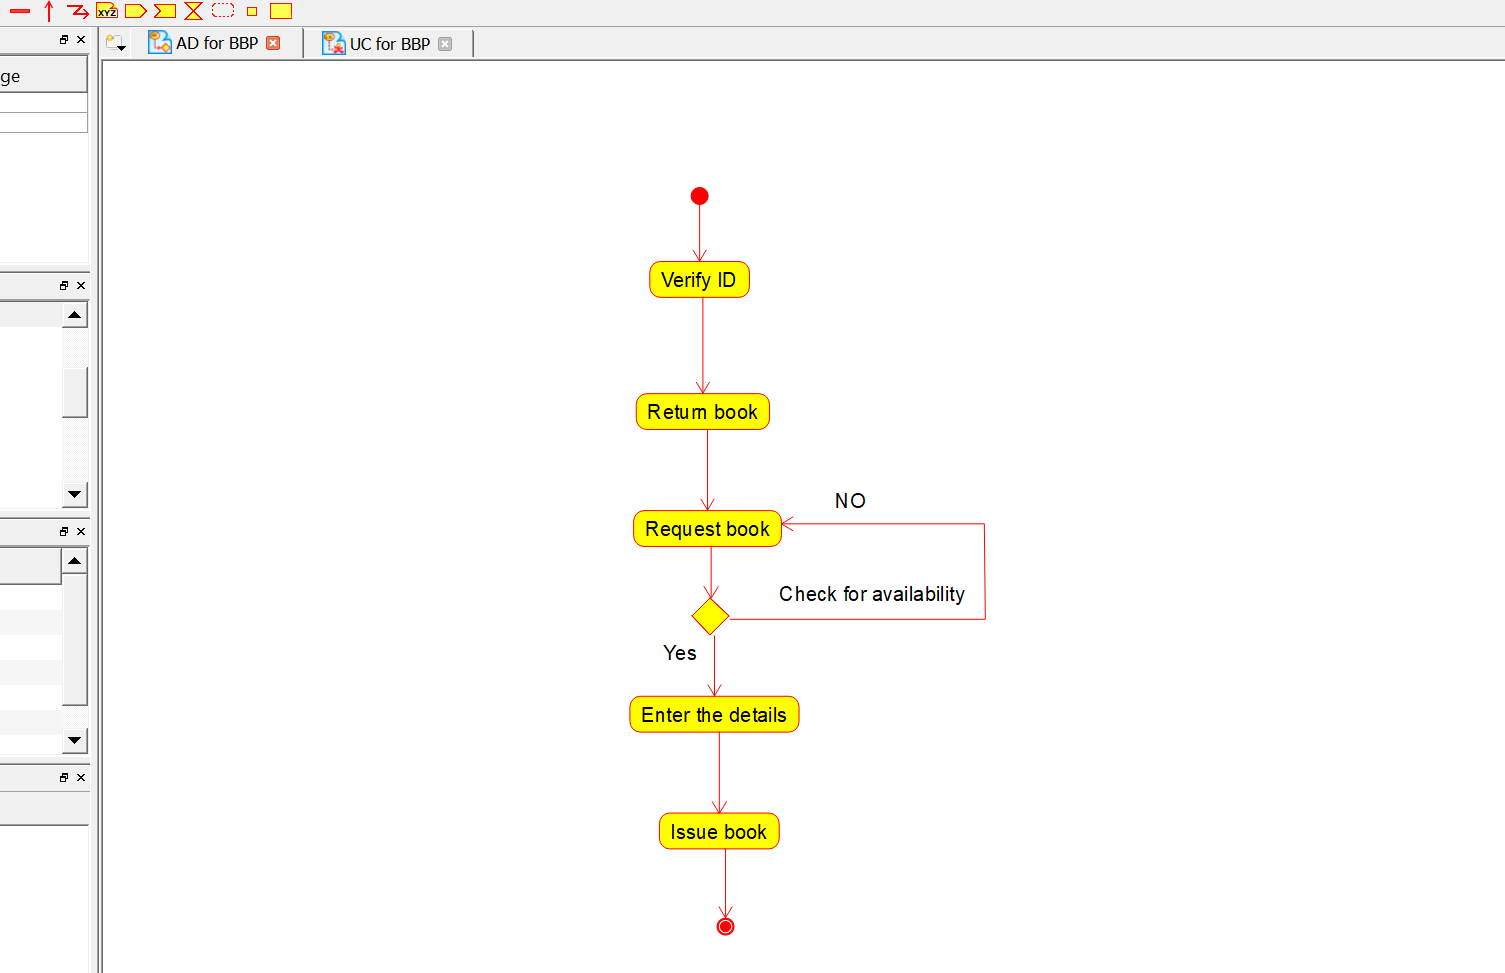 XYZ
AD for BBP
UC for BBP
ge
Verify ID
Return book
NO
Request book
Check for availability
Yes
Enter the details
Issue book